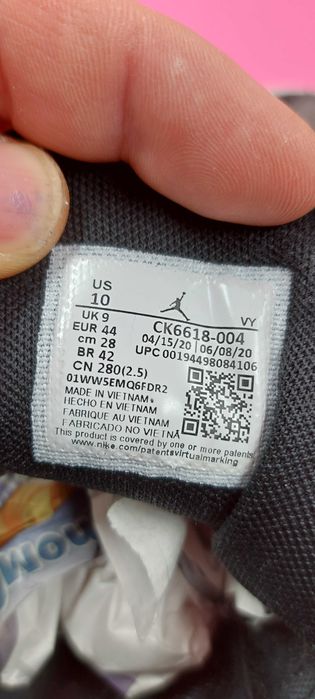 US
10
VY
UK 9
CK6618-004
EUR 44
04/15/20 06/08/20
cm 28
UPC 00194498084106
BR 42
CN 280(2.5)
01WW5EMQ6FDR2
MADE IN VIETNAM
HECHO EN VIETNAM
FABRIQUE AU VIETNAM
FABRICADO NO VIETNÃ
This product is covered by one or more patents
www.nike.com/patentsvirtualmarking